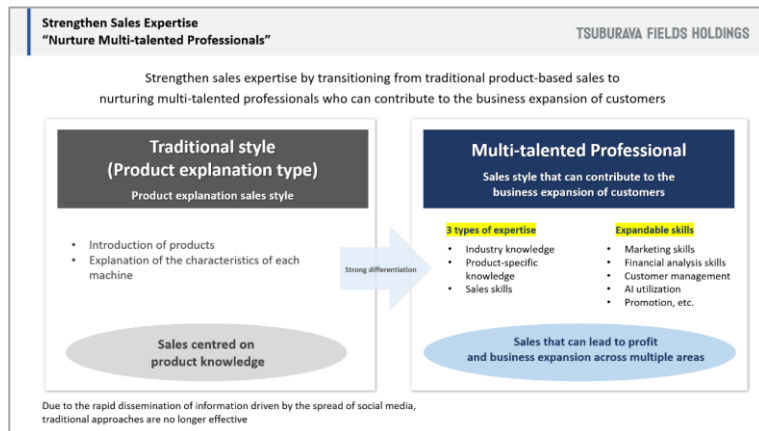 Strengthen Sales Expertise
“Nurture Multi-talented Professionals”
TSUBURAYA FIELDS HOLDINGS
Strengthen sales expertise by transitioning from traditional product-based sales to
nurturing multi-talented professionals who can contribute to the business expansion of customers
Traditional style
(Product explanation type)
Product explanation sales style
• Introduction of products
• Explanation of the characteristics of each
machine
Sales centred on
product knowledge
Strong differentiation
Multi-talented Professional
Sales style that can contribute to the
business expansion of customers
3 types of expertise
• Industry knowledge
• Product-specific
knowledge
• Sales skills
Expandable skills
• Marketing skills
• Financial analysis skills
• Customer management
• AI utilization
• Promotion, etc.
Sales that can lead to profit
and business expansion across multiple areas
Due to the rapid dissemination of information driven by the spread of social media,
traditional approaches are no longer effective